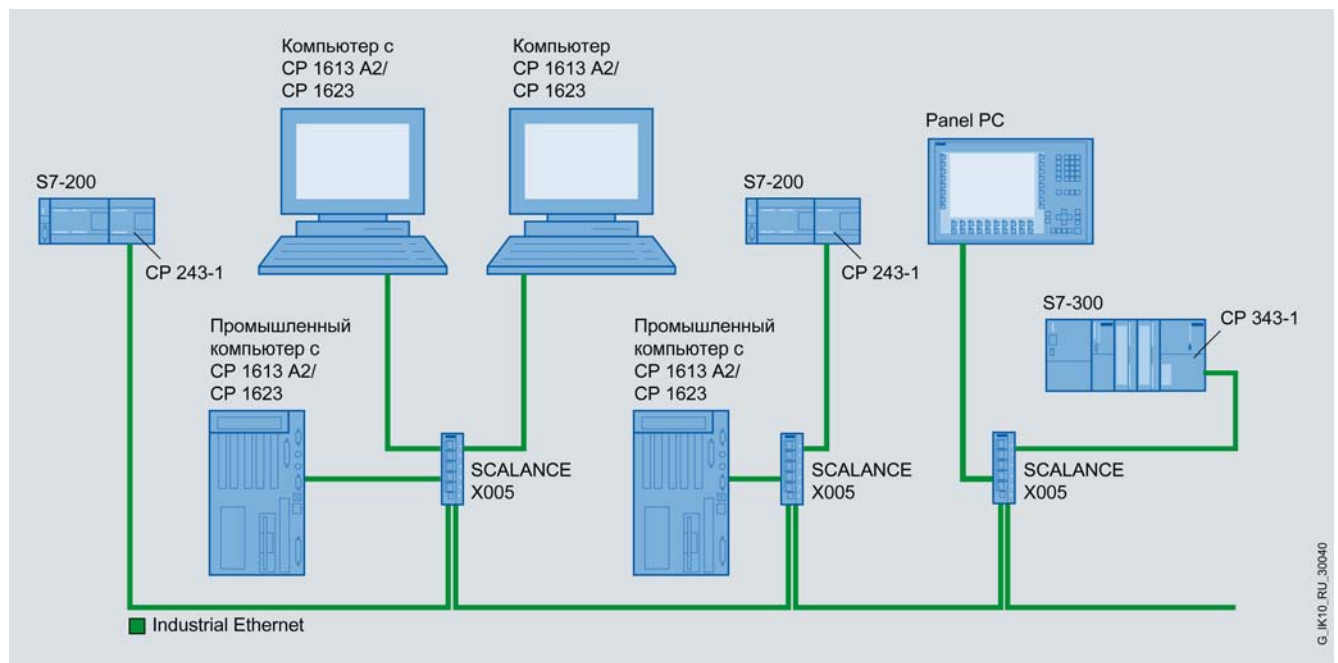 Компьютер с
CP 1613 A2/
CP 1623
Компьютер
CP 1613 A2/
CP 1623
Panel PC
S7-200
S7-200
CP 243-1
CP 243-1
S7-300
CP 343-1
Промышленный
компьютер с
CP 1613 A2/
CP 1623
Промышленный
компьютер с
CP 1613 A2/
CP 1623
SCALANCE
X005
SCALANCE
X005
SCALANCE
X005
Industrial Ethernet
G_IK10_RU_30040